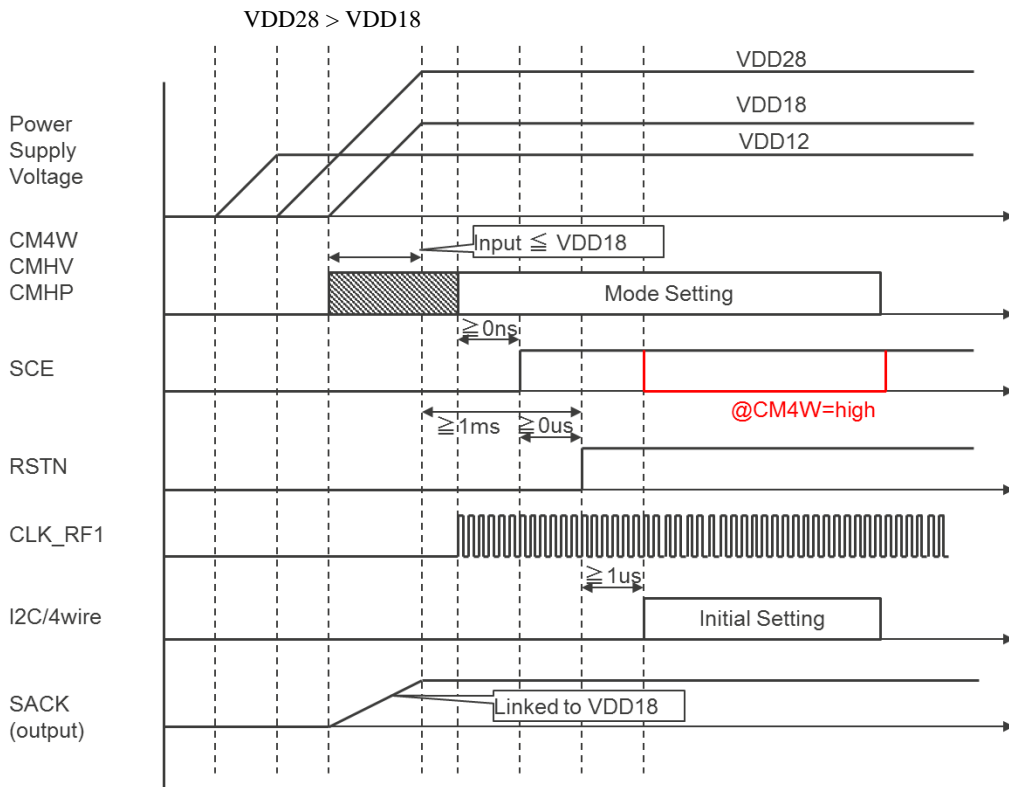 VDD28 > VDD18
VDD28
VDD18
VDD12
Power
Supply
Voltage
CM4W
CMHV
CMHP
Input ≦ VDD18
Mode Setting
≧0ns
SCE
@CM4W=high
≧1ms
≧0us
RSTN
CLK_RF1
≧1us
I2C/4wire
Initial Setting
SACK
(output)
Linked to VDD18